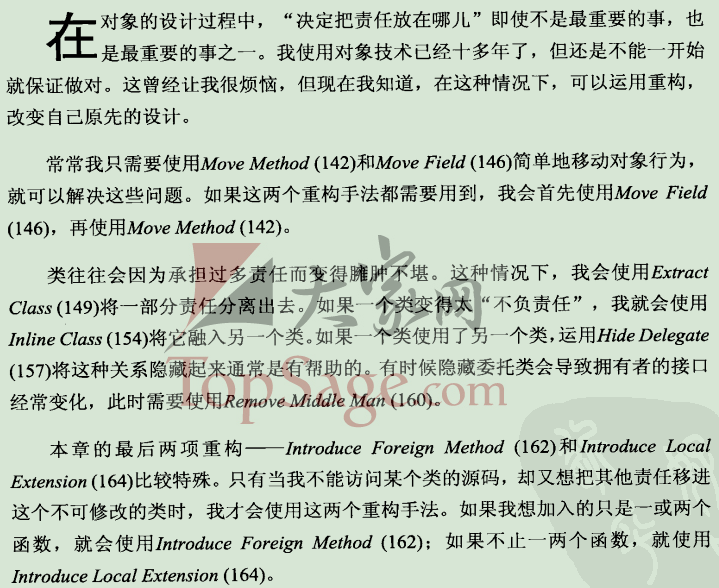 在对象的设计过程中，“决定把责任放在哪儿”即使不是最重要的事，也
是最重要的事之一。我使用对象技术已经十多年了，但还是不能一开始
就保证做对。这曾经让我很烦恼，但现在我知道，在这种情况下，可以运用重构，
改变自己原先的设计。
常常我只需要使用Move Method (142)和Move Field (146)简单地移动对象行为，
就可以解决这些问题。如果这两个重构手法都需要用到，我会首先使用Move Field
(146)，再使用Move Method (142)。
类往往会因为承担过多责任而变得臃肿不堪。这种情况下，我会使用Extract
Class (149)将一部分责任分离出去。如果一个类变得太“不负责任”，我就会使用
Inline Class (154)将它融入另一个类。如果一个类使用了另一个类，运用Hide Delegate
(157)将这种关系隐藏起来通常是有帮助的。有时候隐藏委托类会导致拥有者的接口
经常变化，此时需要使用Remove Middle Man (160)。
大家网
TopSage.com
本章的最后两项重构——Introduce Foreign Method (162)和Introduce Local
Extension (164)比较特殊。只有当我不能访问某个类的源码，却又想把其他责任移进
这个不可修改的类时，我才会使用这两个重构手法。如果我想加入的只是一或两个
函数，就会使用Introduce Foreign Method (162)；如果不止一两个函数，就使用
Introduce Local Extension (164)。